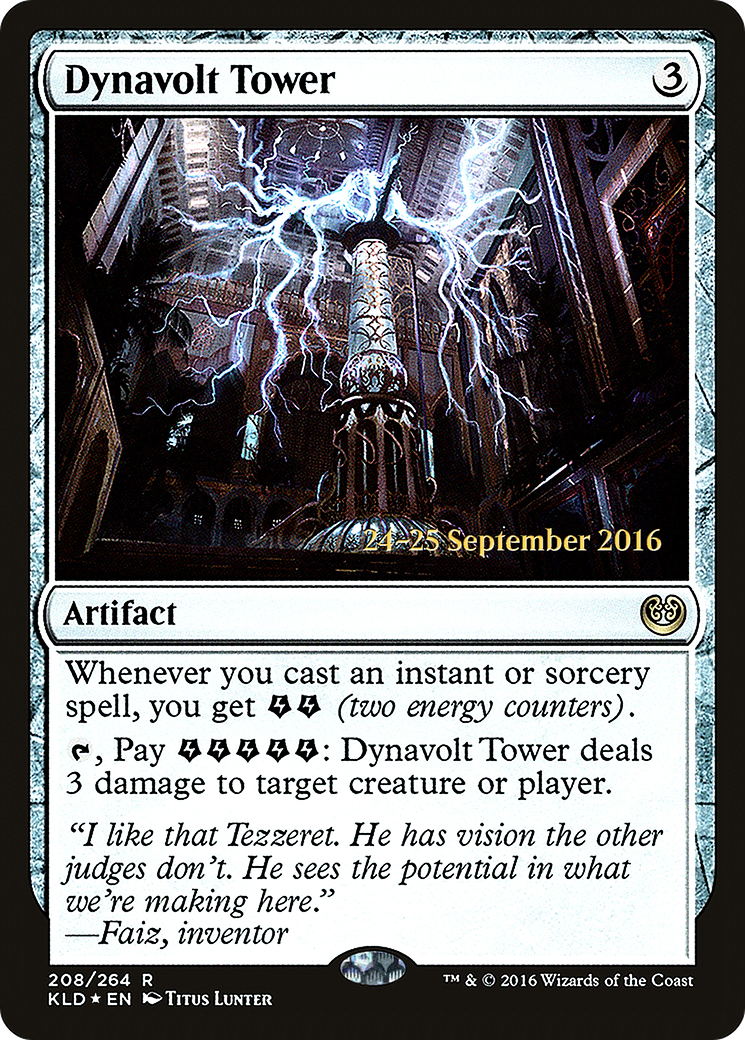 Dynavolt Tower 3
24-25 September 2016
Artifact
Whenever you cast an instant or sorcery
spell, you get (two energy counters).
, Pay : Dynavolt Tower deals
3 damage to target creature or player.
“I like that Tezzeret. He has vision the other
judges don’t. He sees the potential in what
we’re making here.”
—Faiz, inventor
208/264 R
KLD ★ EN Titus Lunter
™ & © 2016 Wizards of the Coast